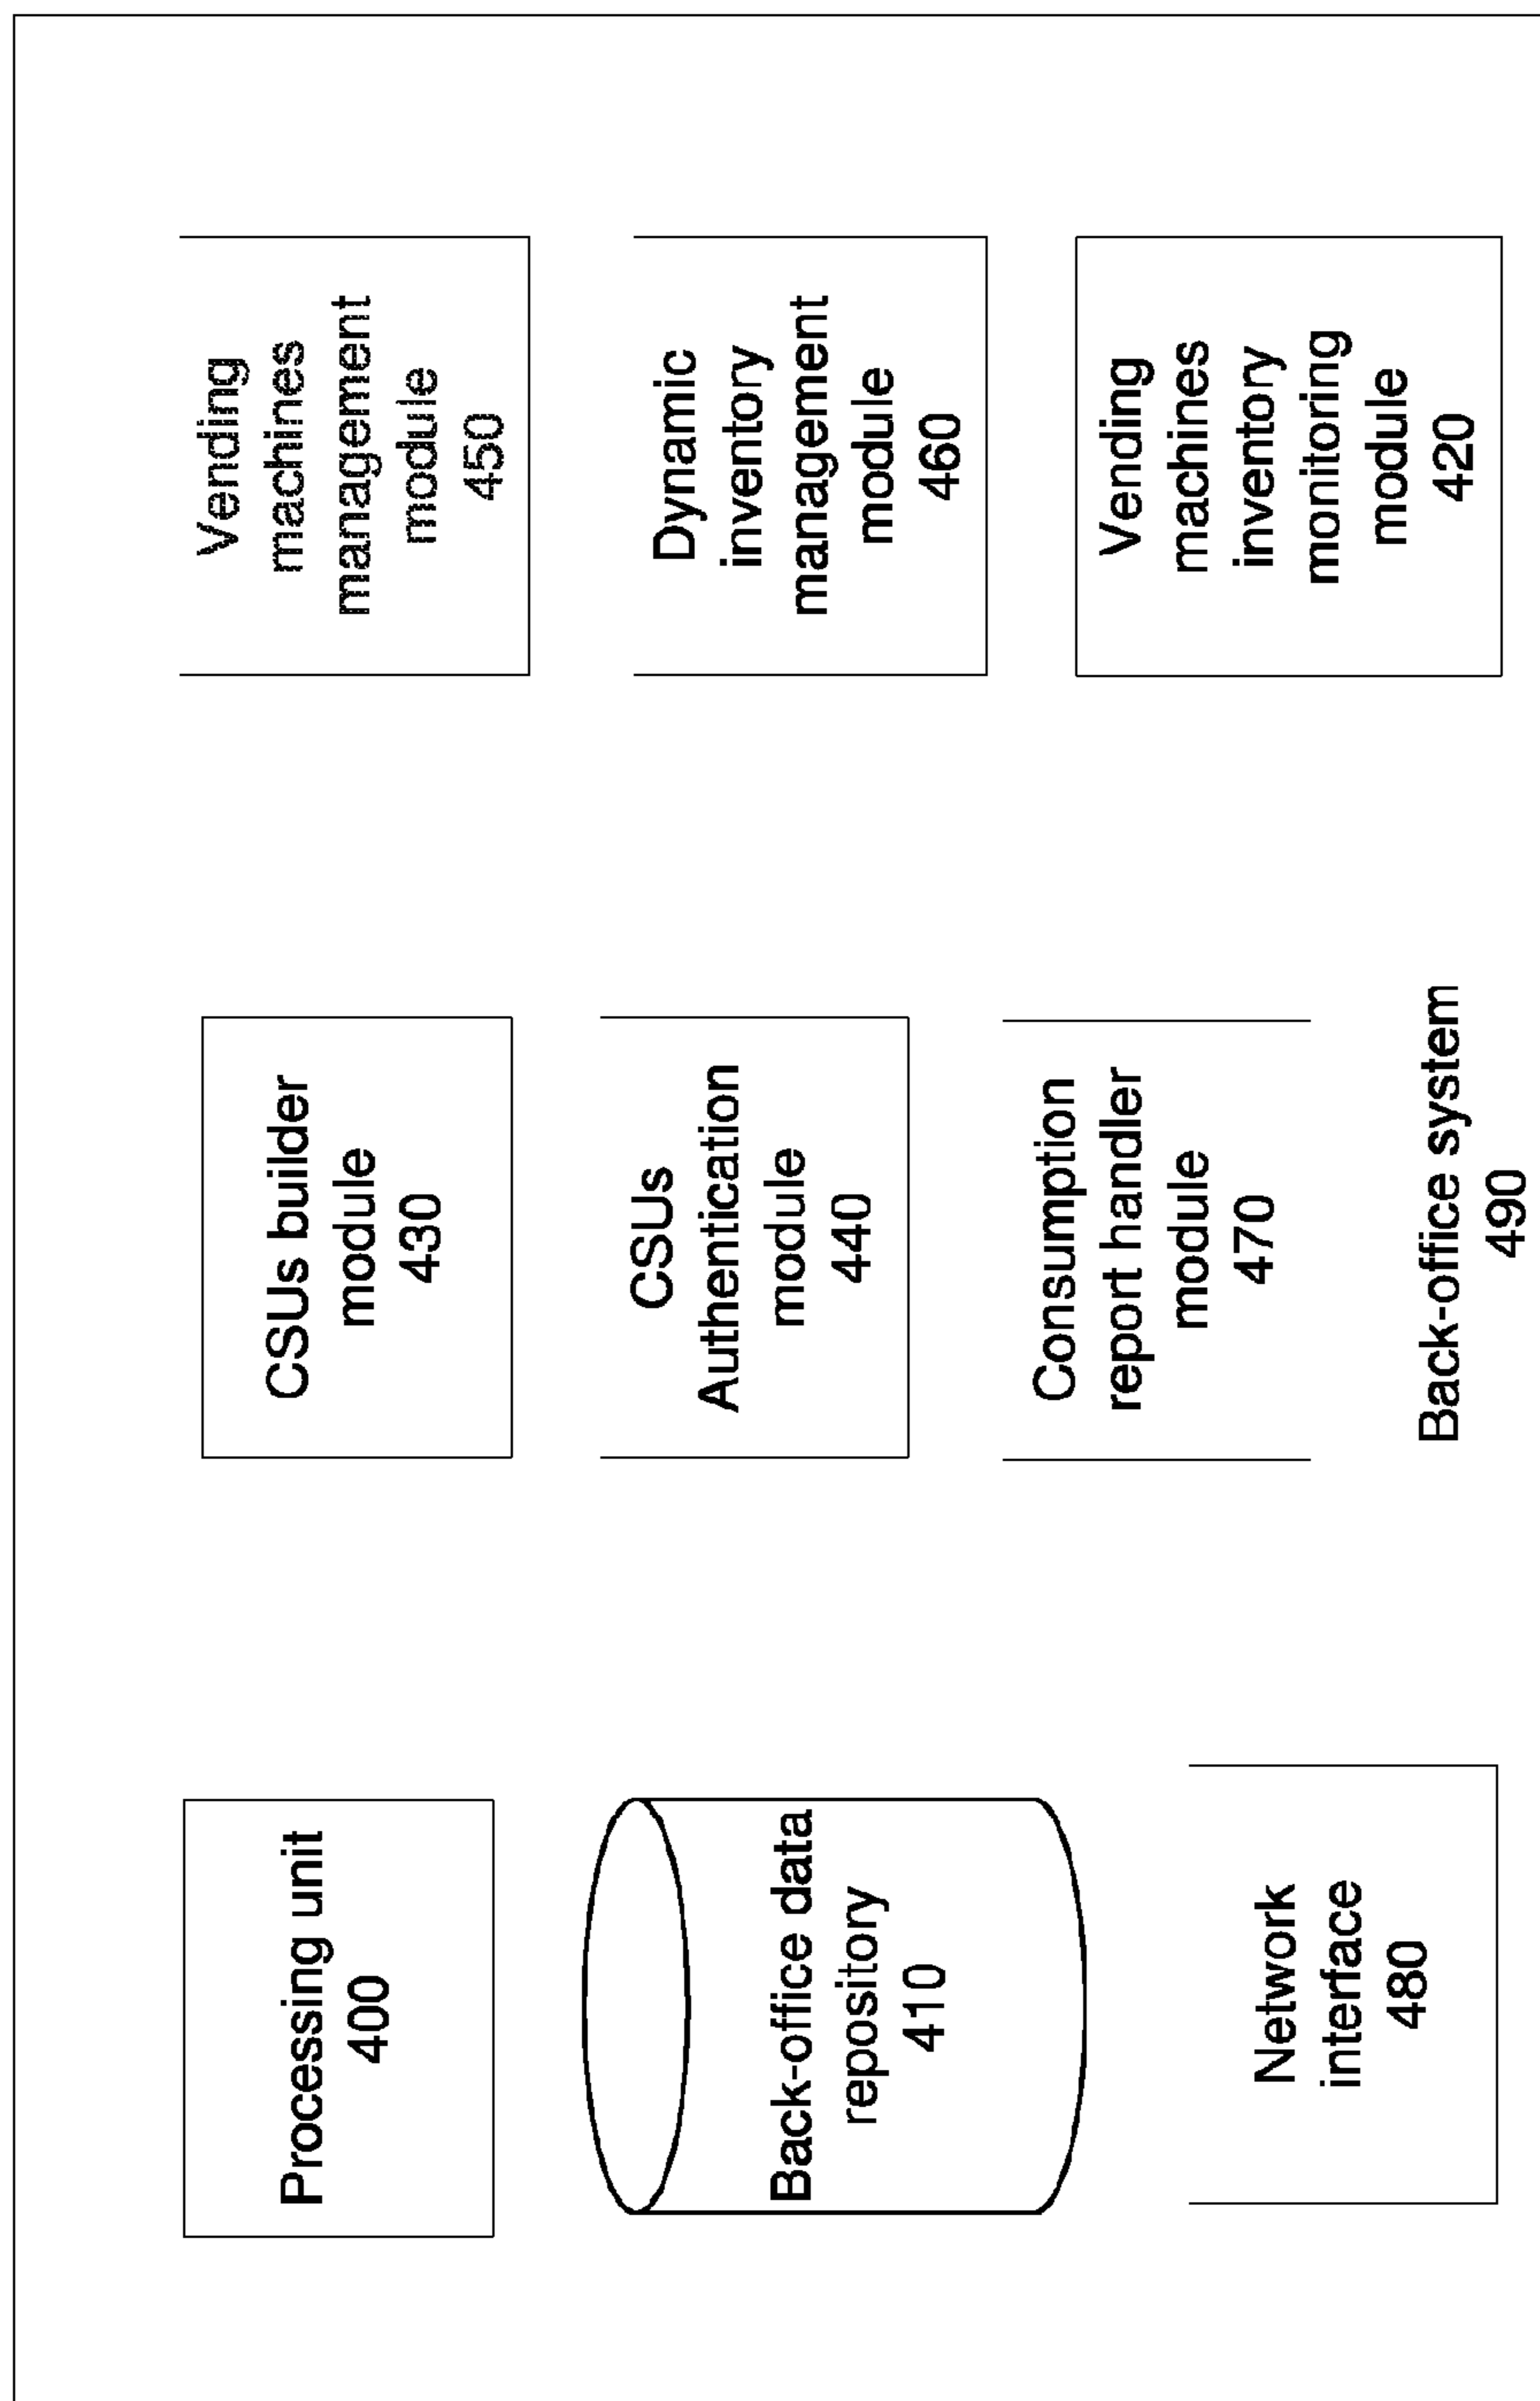 Processing unit
400
CSUs builder
module
430
Vending
machines
management
module
450
Back-office data
repository
410
CSUs
Authentication
module
440
Dynamic
inventory
management
module
460
Network
interface
480
Consumption
report handler
module
470
Vending
machines
inventory
monitoring
module
420
Back-office system
490